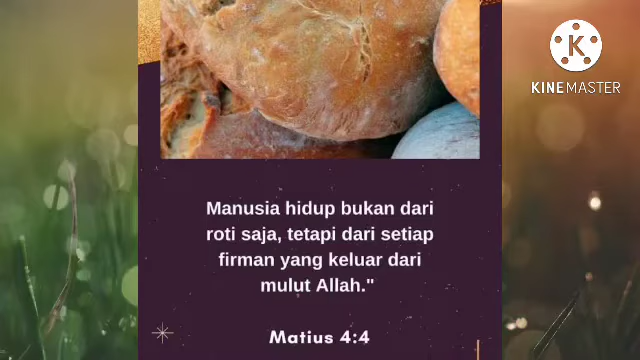 KINEMASTER
Manusia hidup bukan dari
roti saja, tetapi dari setiap
firman yang keluar dari
mulut Allah."
Matius 4:4